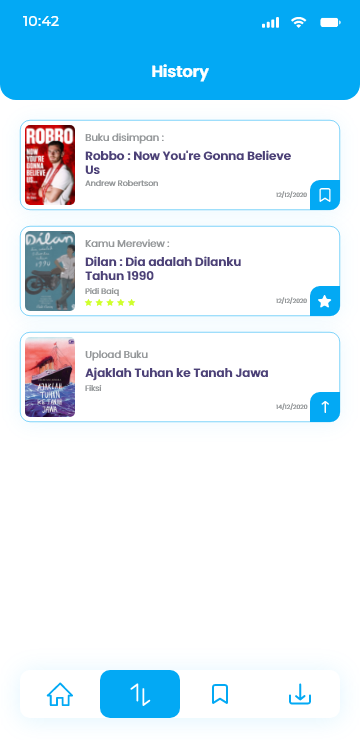 10:42
History
ROBBO
NOW
YOU'RE
GONNA
BELIEVE
US...
Buku disimpan :
Robbo : Now You're Gonna Believe
Us
Andrew Robertson
12/12/2020
Dilan
1990
Kamu Mereview :
Dilan : Dia adalah Dilanku
Tahun 1990
Pidi Baiq
12/12/2020
AJAKLAH
TUHAN
KE TANAH
JAWA
Upload Buku
Ajaklah Tuhan ke Tanah Jawa
Fiksi
14/12/2020